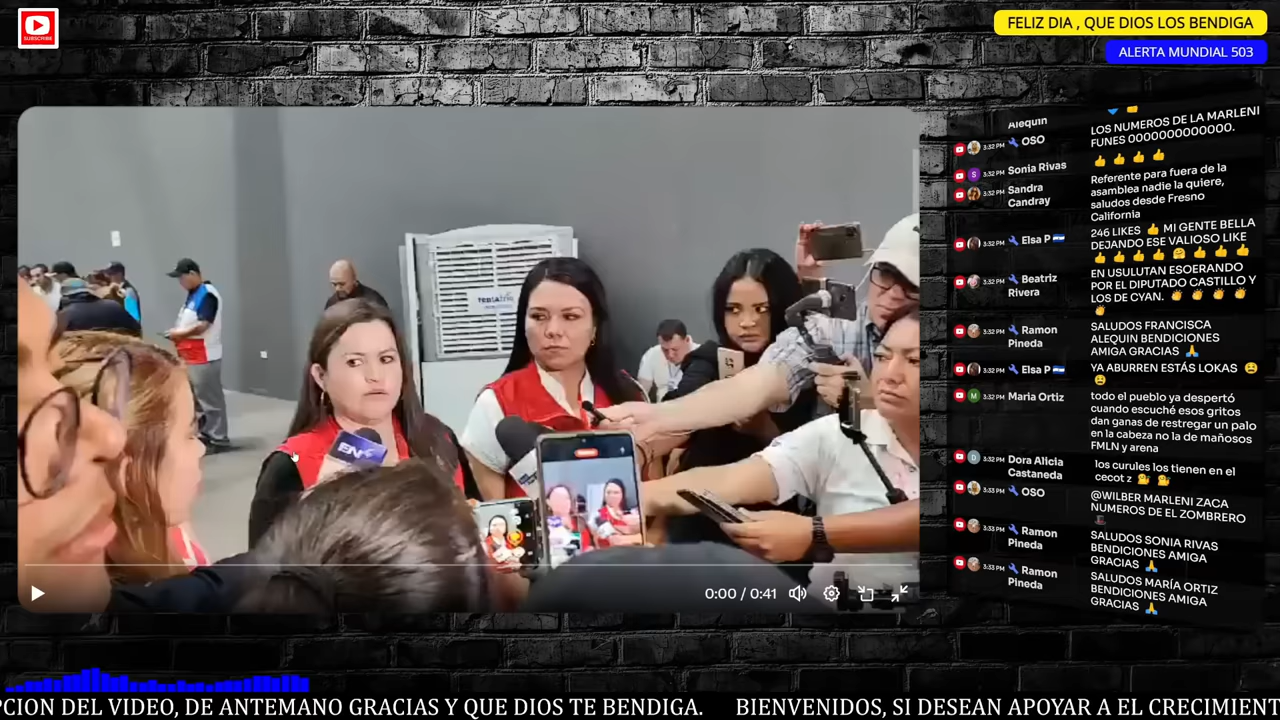 SUBSCRIBE
FELIZ DIA , QUE DIOS LOS BENDIGA
ALERTA MUNDIAL 503
EN
0:00 / 0:41
Alequin
3:32 PM OSO
LOS NUMEROS DE LA MARLENI
FUNES 0000000000000.
3:32 PM Sonia Rivas
👍 👍 👍 👍
3:32 PM Sandra
Candray
Referente para fuera de la
asamblea nadie la quiere,
saludos desde Fresno
California
3:32 PM Elsa P
246 LIKES 👍 MI GENTE BELLA
DEJANDO ESE VALIOSO LIKE
👍 👍 👍 👍 🤗 👍 👍 👍
3:32 PM Beatriz
Rivera
EN USULUTAN ESOERANDO
POR EL DIPUTADO CASTILLO Y
LOS DE CYAN. 👏 👏 👏 👏
👏
3:32 PM Ramon
Pineda
SALUDOS FRANCISCA
ALEQUIN BENDICIONES
AMIGA GRACIAS 🙏
3:32 PM Elsa P
YA ABURREN ESTÁS LOKAS 😫
😫
3:32 PM Maria Ortiz
todo el pueblo ya despertó
cuando escuché esos gritos
dan ganas de restregar un palo
en la cabeza no la de mañosos
FMLN y arena
3:32 PM Dora Alicia
Castaneda
los curules los tienen en el
cecot z
3:33 PM OSO
@WILBER MARLENI ZACA
NUMEROS DE EL ZOMBRERO
🎩
3:33 PM Ramon
Pineda
SALUDOS SONIA RIVAS
BENDICIONES AMIGA
GRACIAS 🙏
3:33 PM Ramon
Pineda
SALUDOS MARÍA ORTIZ
BENDICIONES AMIGA
GRACIAS 🙏
PCION DEL VIDEO, DE ANTEMANO GRACIAS Y QUE DIOS TE BENDIGA. BIENVENIDOS, SI DESEAN APOYAR A EL CRECIMIENT